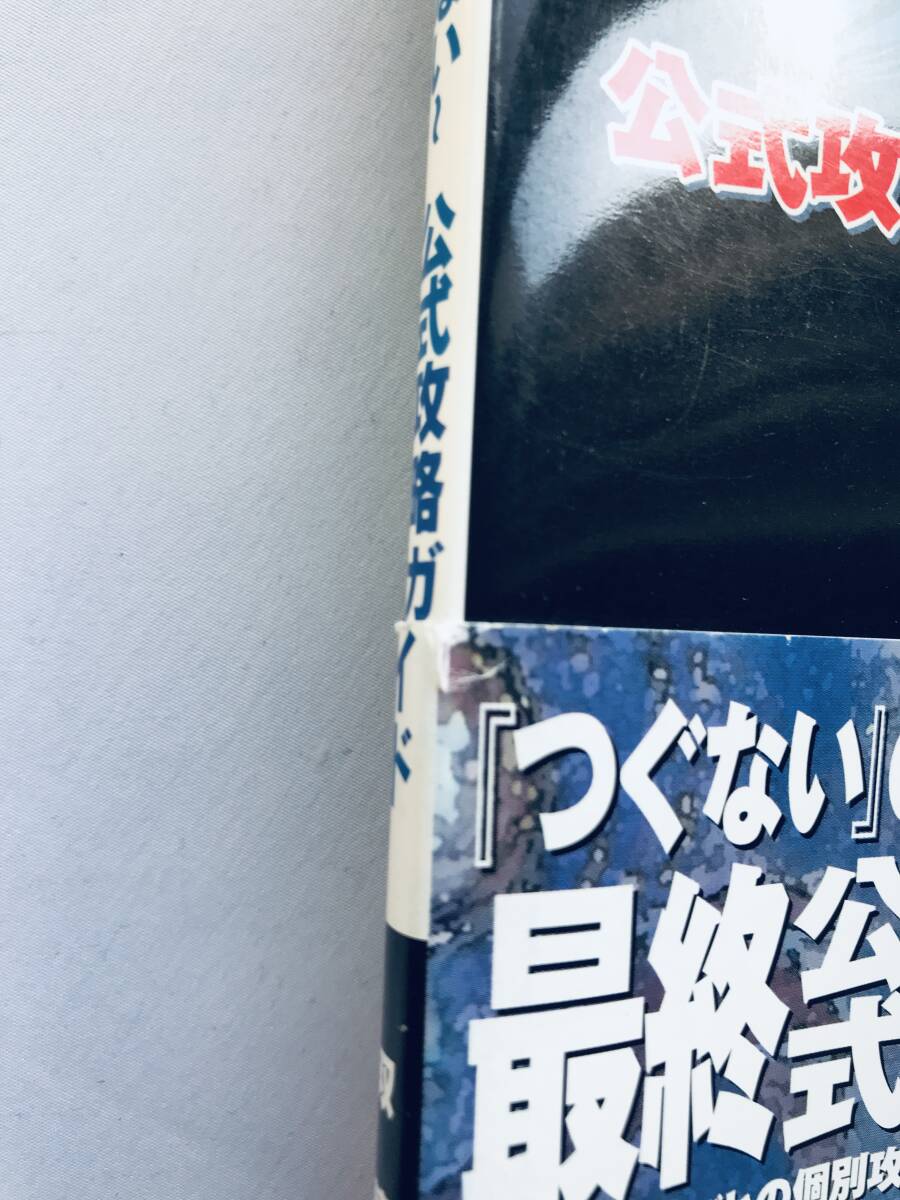 ない〜 公式攻略ガイド
公式攻
『つぐない』
最終公式
の個別攻